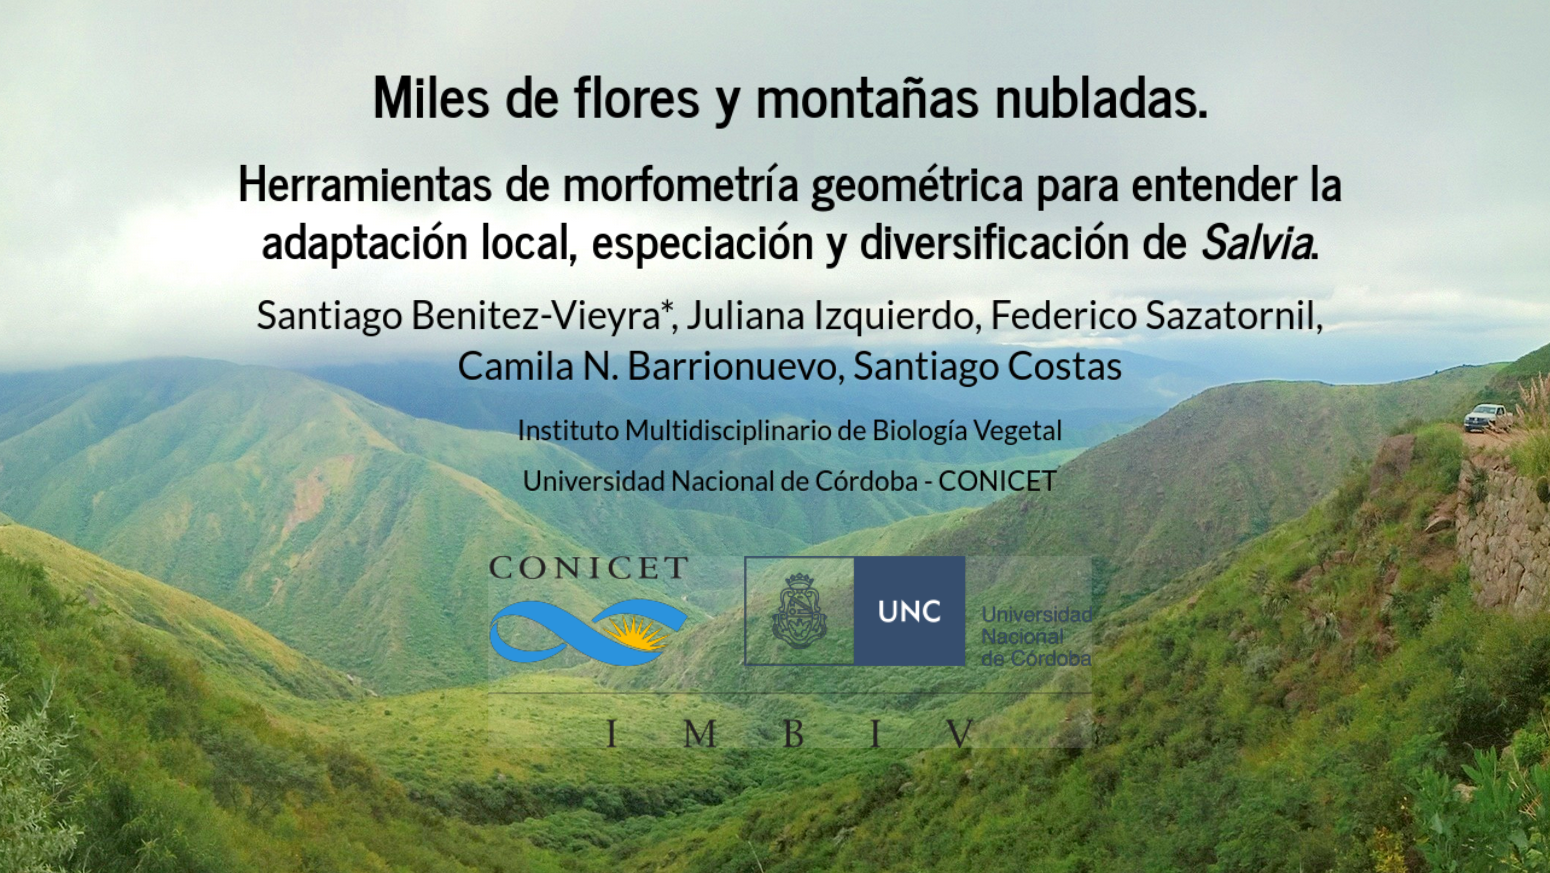 Miles de flores y montañas nubladas.
Herramientas de morfometría geométrica para entender la
adaptación local, especiación y diversificación de Salvia.
Santiago Benitez-Vieyra*, Juliana Izquierdo, Federico Sazatornil,
Camila N. Barrionuevo, Santiago Costas
Instituto Multidisciplinario de Biología Vegetal
Universidad Nacional de Córdoba - CONICET
CONICET
UNC
Universidad
Nacional
de Córdoba
I M B I V